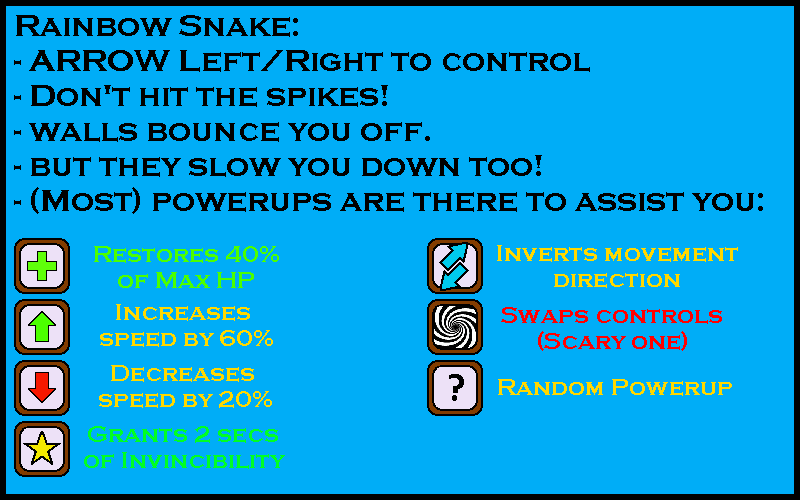 Rainbow Snake:
- ARROW Left/Right to control
- Don't hit the spikes!
- walls bounce you off.
- but they slow you down too!
- (Most) powerups are there to assist you:
Restores 40%
of Max HP
Increases
speed by 60%
Decreases
speed by 20%
Grants 2 secs
of Invincibility
Inverts movement
direction
Swaps controls
(Scary one)
?
Random Powerup